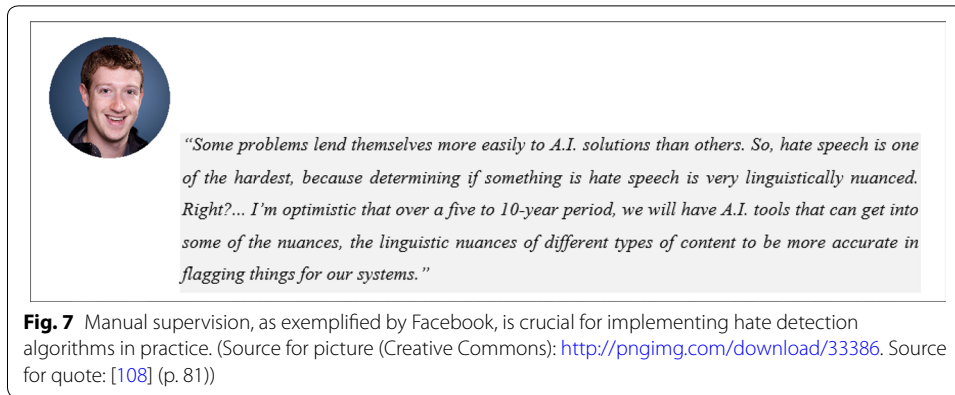 “Some problems lend themselves more easily to A.I. solutions than others. So, hate speech is one
of the hardest, because determining if something is hate speech is very linguistically nuanced.
Right?... I’m optimistic that over a five to 10-year period, we will have A.I. tools that can get into
some of the nuances, the linguistic nuances of different types of content to be more accurate in
flagging things for our systems.”
Fig. 7 Manual supervision, as exemplified by Facebook, is crucial for implementing hate detection
algorithms in practice. (Source for picture (Creative Commons): http://pngimg.com/download/33386. Source
for quote: [108] (p. 81))